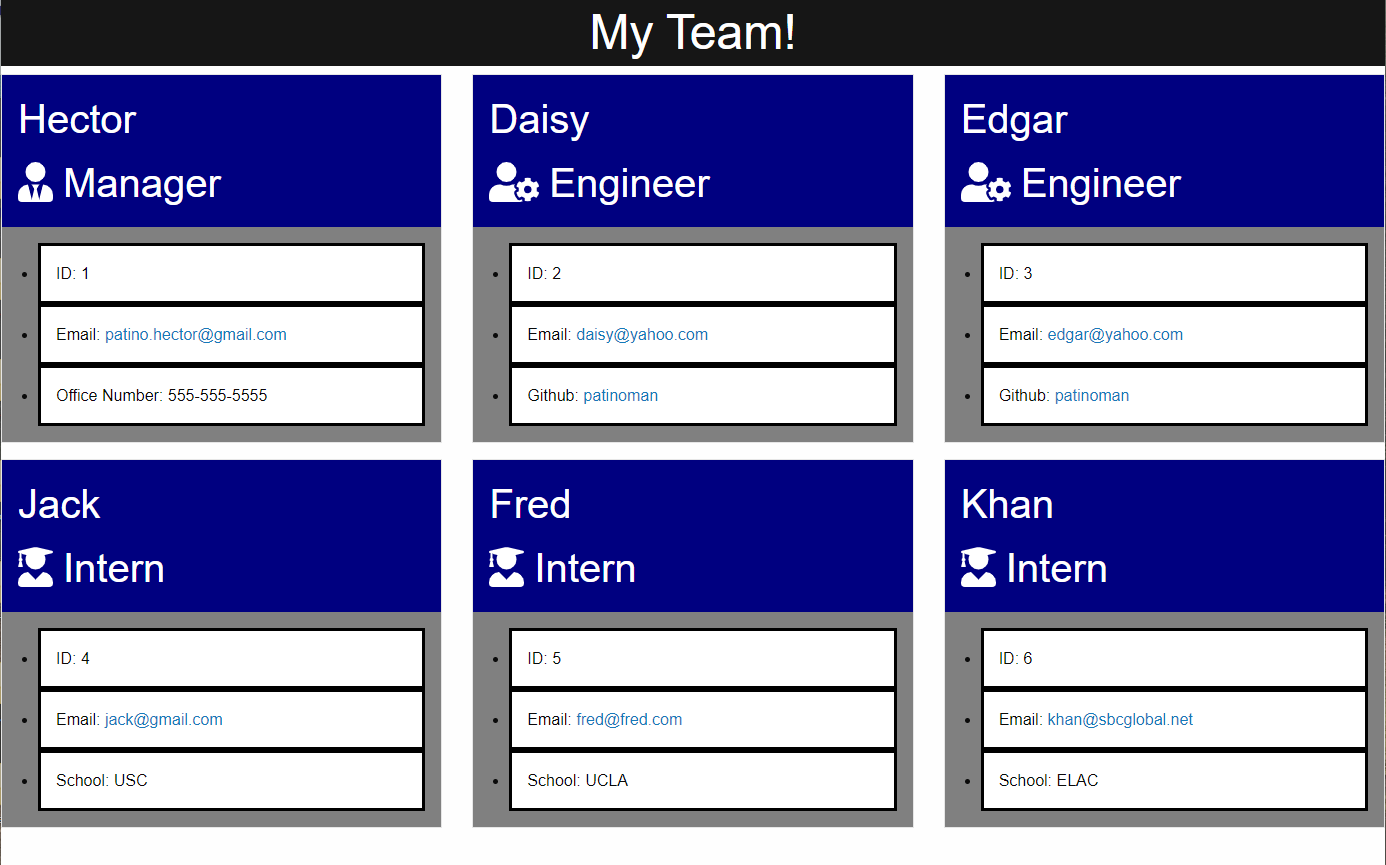 My Team!
Hector
Manager
ID: 1
Email: patino.hector@gmail.com
Office Number: 555-555-5555
Daisy
Engineer
ID: 2
Email: daisy@yahoo.com
Github: patinoman
Edgar
Engineer
ID: 3
Email: edgar@yahoo.com
Github: patinoman
Jack
Intern
ID: 4
Email: jack@gmail.com
School: USC
Fred
Intern
ID: 5
Email: fred@fred.com
School: UCLA
Khan
Intern
ID: 6
Email: khan@sbcglobal.net
School: ELAC